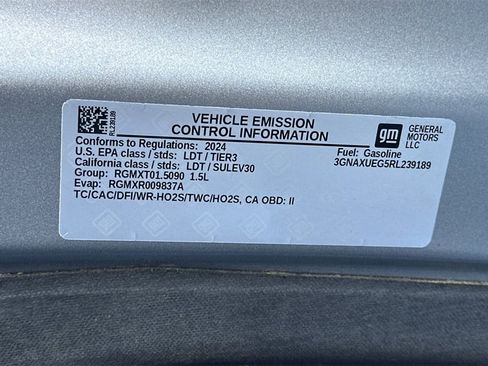 RL239189
VEHICLE EMISSION
CONTROL INFORMATION
gm
GENERAL
MOTORS
LLC
Conforms to Regulations: 2024
Fuel: Gasoline
U.S. EPA class / stds: LDT / TIER3
3GNAXUEG5RL239189
California class / stds: LDT / SULEV30
Group: RGMXT01.5090 1.5L
Evap: RGMXR009837A
TC/CAC/DFI/WR-HO2S/TWC/HO2S, CA OBD: II